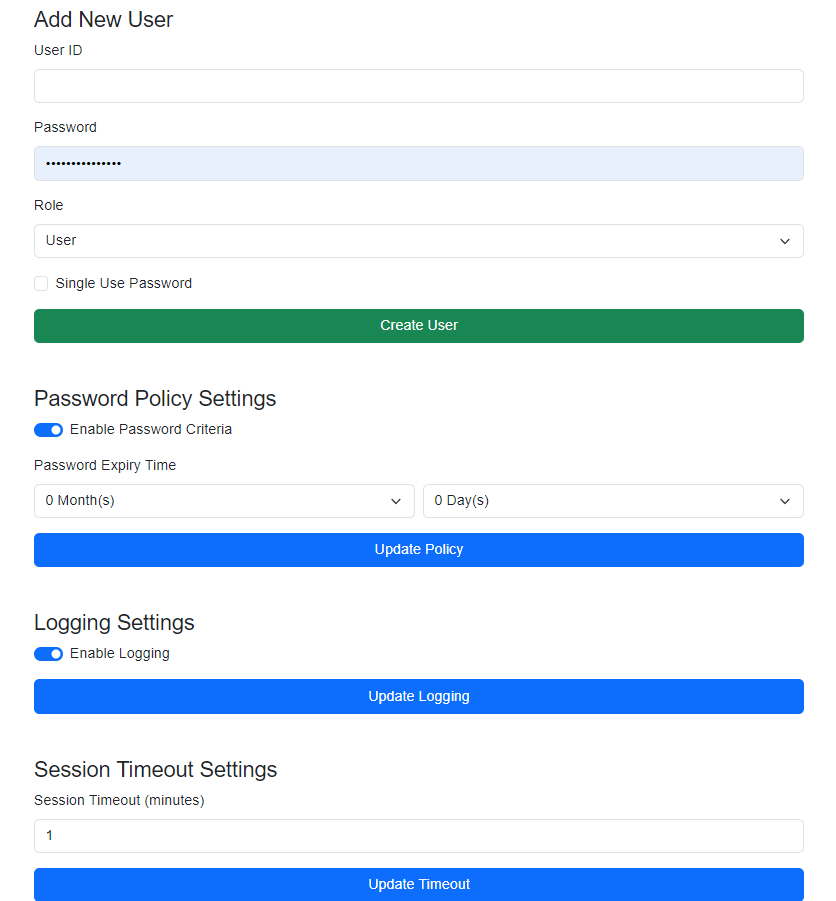 Add New User
User ID
Password
•••••••••••••••
Role
User
Single Use Password
Create User
Password Policy Settings
Enable Password Criteria
Password Expiry Time
0 Month(s) 0 Day(s)
Update Policy
Logging Settings
Enable Logging
Update Logging
Session Timeout Settings
Session Timeout (minutes)
1
Update Timeout